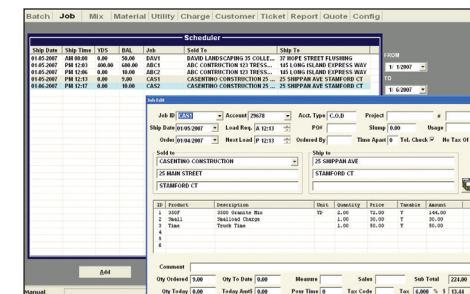 Batch Job Mix Material Utility Charge Customer Ticket Report Quote Config
Scheduler
Ship Date Ship Time YDS BAL Job Sold To Ship To
01-05-2007 AM 00:00 0.00 50.00 DAV1 DAVID LANDSCAPING 35 COLLE... 37 HOPE STREET FLUSHING
01-05-2007 PM 12:03 400.00 600.00 ABC1 ABC CONTRICTION 123 TRESS... 145 LONG ISLAND EXPRESS WAY
01-05-2007 PM 12:06 0.00 10.00 ABC2 ABC CONTRICTION 123 TRESS... 145 LONG ISLAND EXPRESS WAY
01-05-2007 PM 12:13 0.00 9.00 CAS1 CASENTINO CONSTRUCTION 25 ... 25 SHIPPAN AVE STAMFORD CT
01-06-2007 PM 12:17 0.00 10.00 CAS2 CASENTINO CONSTRUCTION 25 ... 25 SHIPPAN AVE STAMFORD CT
FROM
1/ 1/2007
TO
1/ 6/2007
Job Edit
Job ID CAS1 Account 29678 Acct. Type C.O.D Project #
Ship Date 01/05/2007 Load Req. A 12:13 PO# Slump 0.00 Usage
Order 01/04/2007 Next Load P 12:13 Ordered By Time Apart 0 Tol. Check No Tax Of
Sold to Ship to
CASENTINO CONSTRUCTION 25 SHIPPAN AVE
25 MAIN STREET STAMFORD CT
STAMFORD CT
ID Product Description Unit Quantity Price Taxable Amount
1 350F 3500 Granite Mix YD 2.00 72.00 Y 144.00
2 Small Smallload Charge 1.00 30.00 Y 30.00
3 Time Truck Time 1.00 50.00 Y 50.00
4
5
6
Add
Comment
Qty Ordered 9.00 Qty To Date 0.00 Measure Sales Sub Total 224.00
Manual
Qty Today 0.00 Today Amt$ 0.00 Pour Time 0 Tax Code Tax 6.000 % $ 13.44